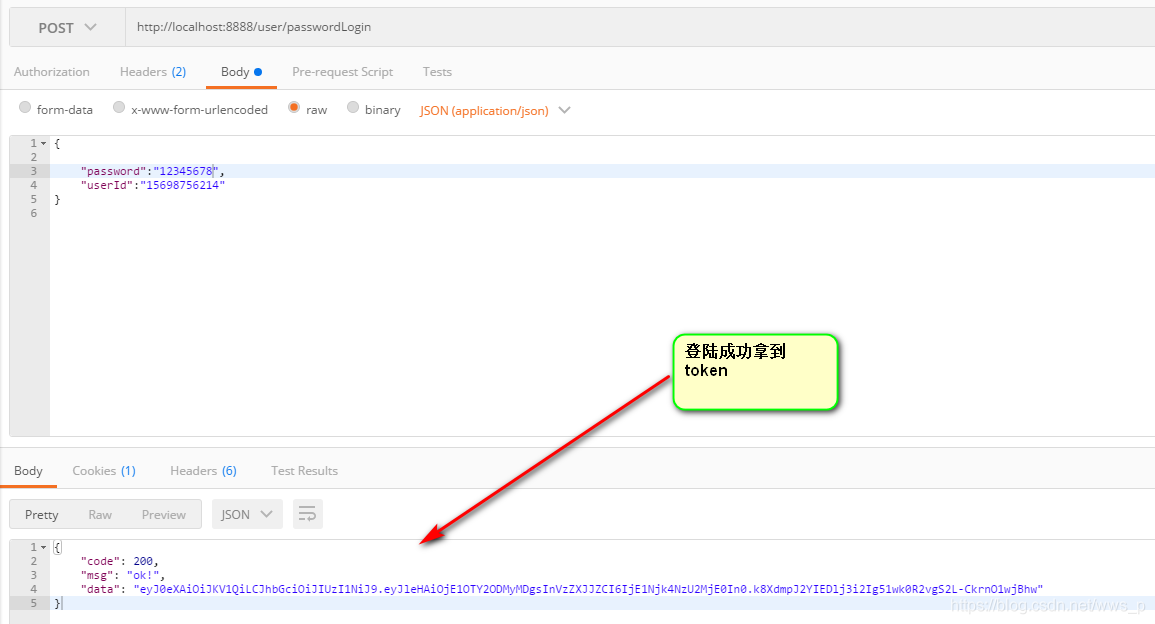 POST
http://localhost:8888/user/passwordLogin
Authorization Headers (2) Body Pre-request Script Tests
form-data x-www-form-urlencoded raw binary JSON (application/json)
1 {
2
3 "password":"12345678",
4 "userId":"15698756214"
5 }
6
登陆成功拿到
token
Body Cookies (1) Headers (6) Test Results
Pretty Raw Preview JSON
1 {
2 "code": 200,
3 "msg": "ok!",
4 "data": "eyJ0eXAiOiJKV1QiLCJhbGciOiJIUzI1NiJ9.eyJleHAiOjE1OTY2ODMyMDgsInVzZXJJZCI6IjE1Njk4NzU2MjE0In0.k8XdmpJ2YIEDlj3i2Ig51wk0R2vgS2L-CkrnO1wjBhw"
5 }
https://blog.csdn.net/wws_p